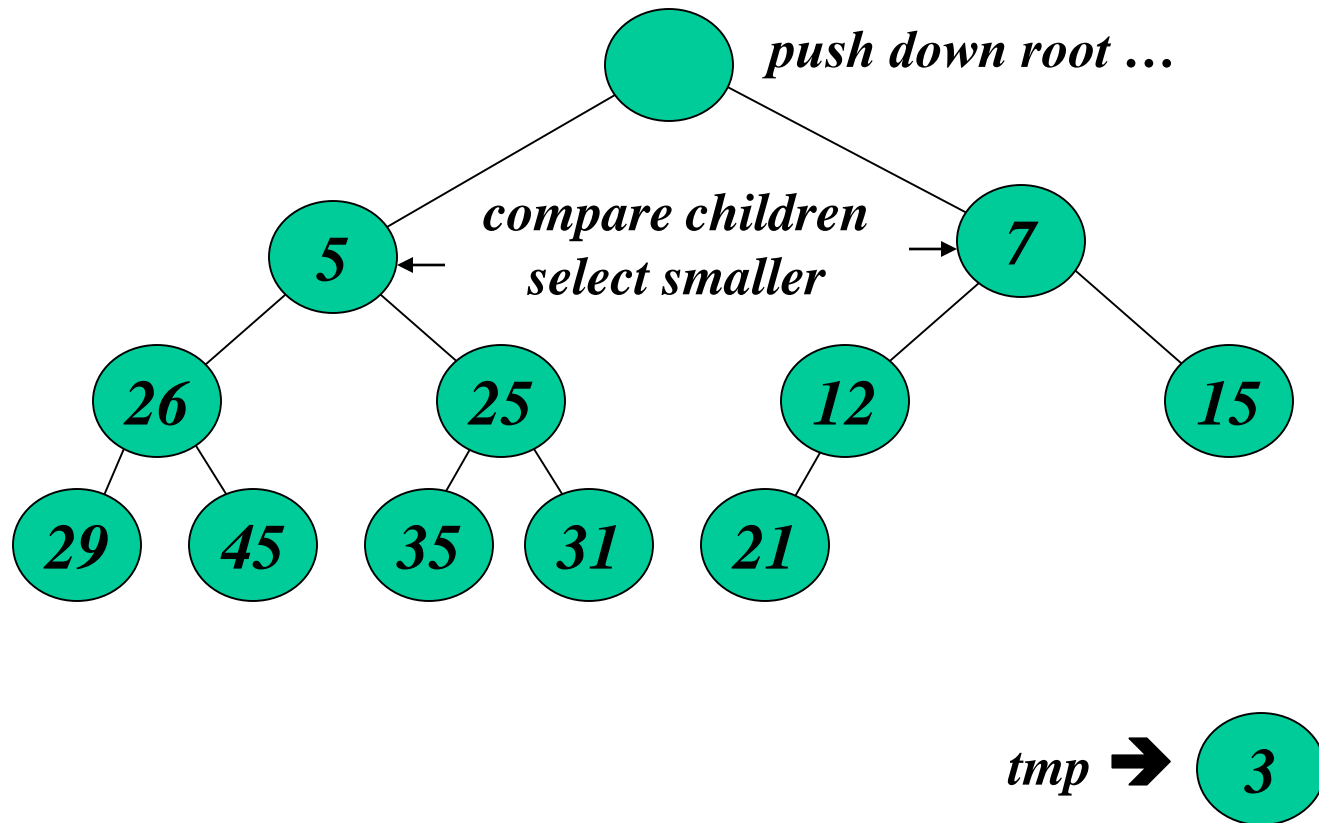 push down root …
compare children
select smaller
5
7
26
25
12
15
29
45
35
31
21
tmp ➔ 3